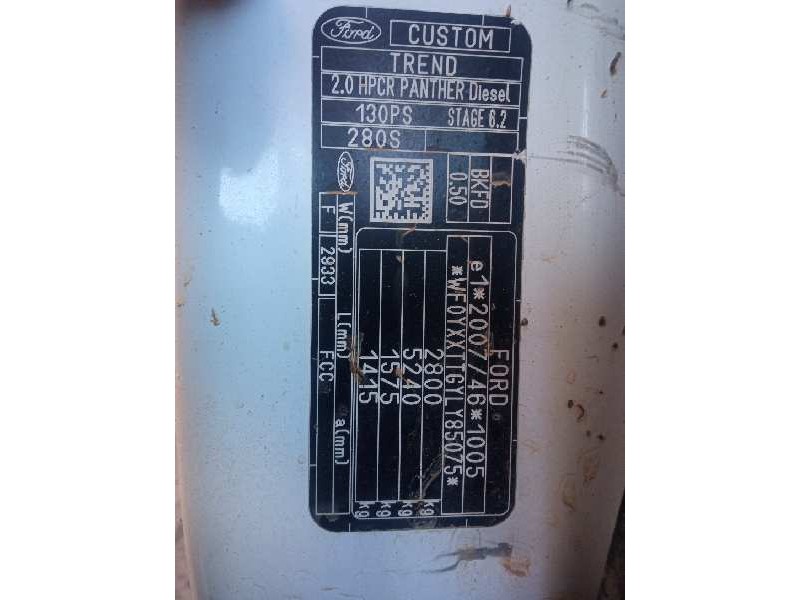 Ford CUSTOM
TREND
2.0 HPCR PANTHER Diesel
130PS STAGE 6.2
280S
Ford
BKFD
0.50
FORD
e1*2007/46*1005
*WF0YXXTTGYLY85075*
2800 kg
5240 kg
1575 kg
1415 kg
W(mm) L(mm) a(mm)
F 2933 FCC